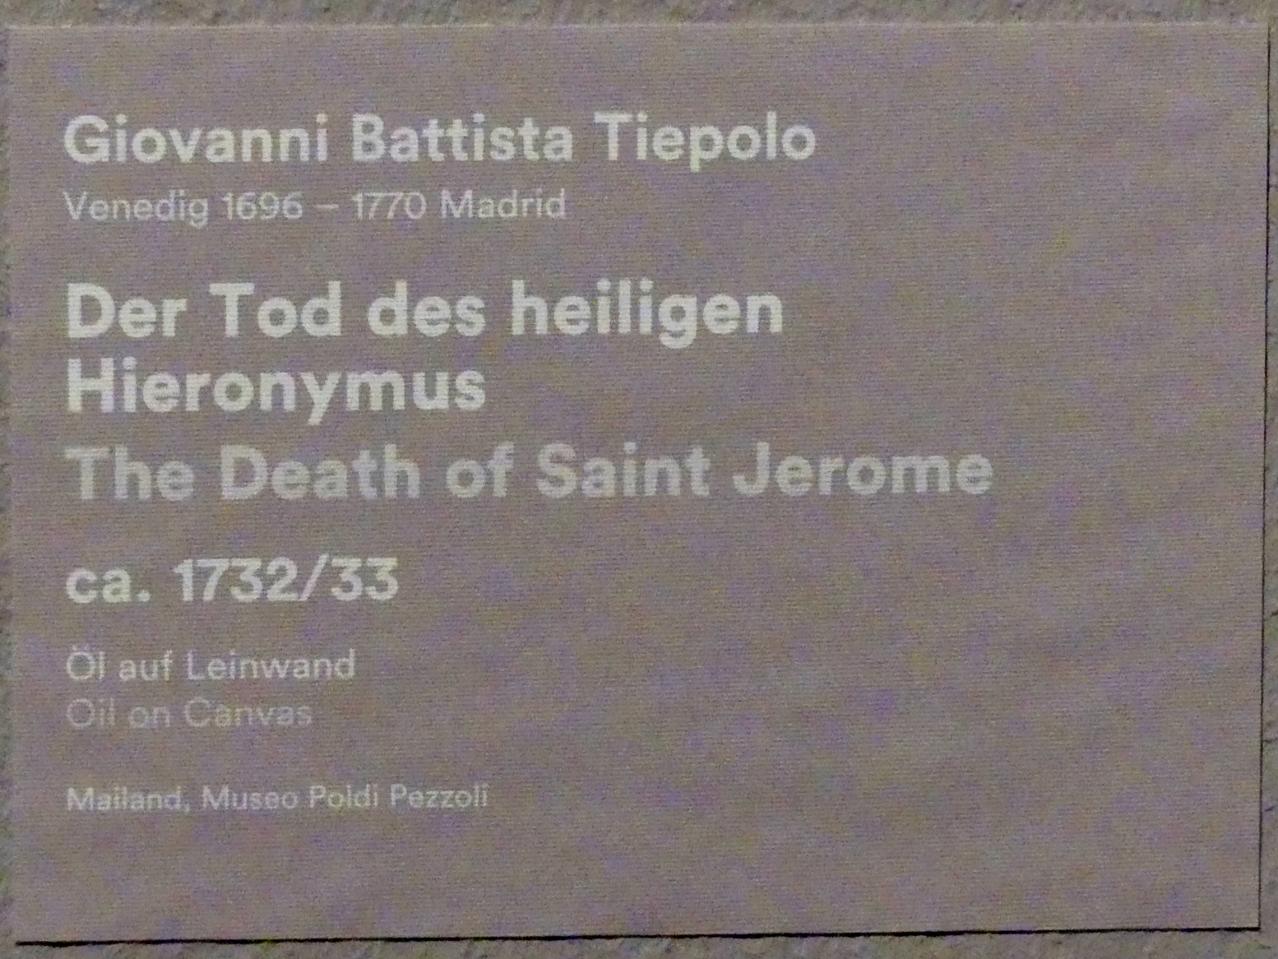 Giovanni Battista Tiepolo
Venedig 1696 – 1770 Madrid
Der Tod des heiligen
Hieronymus
The Death of Saint Jerome
ca. 1732/33
Öl auf Leinwand
Oil on Canvas
Mailand, Museo Poldi Pezzoli